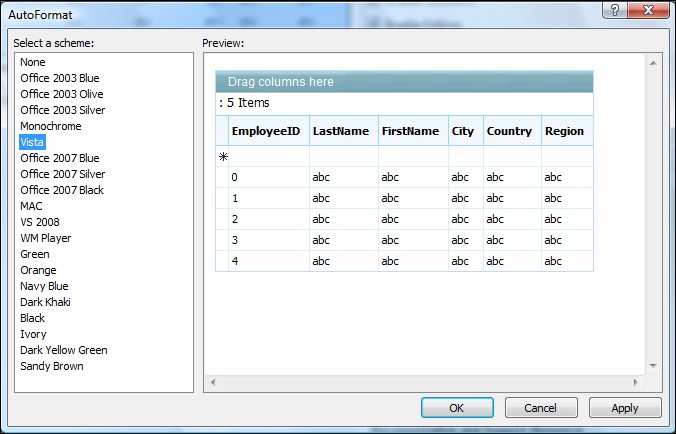 AutoFormat
?
Select a scheme:
None
Office 2003 Blue
Office 2003 Olive
Office 2003 Silver
Monochrome
Vista
Office 2007 Blue
Office 2007 Silver
Office 2007 Black
MAC
VS 2008
WM Player
Green
Orange
Navy Blue
Dark Khaki
Black
Ivory
Dark Yellow Green
Sandy Brown
Preview:
Drag columns here
: 5 Items
EmployeeID LastName FirstName City Country Region
*
0 abc abc abc abc abc
1 abc abc abc abc abc
2 abc abc abc abc abc
3 abc abc abc abc abc
4 abc abc abc abc abc
OK Cancel Apply